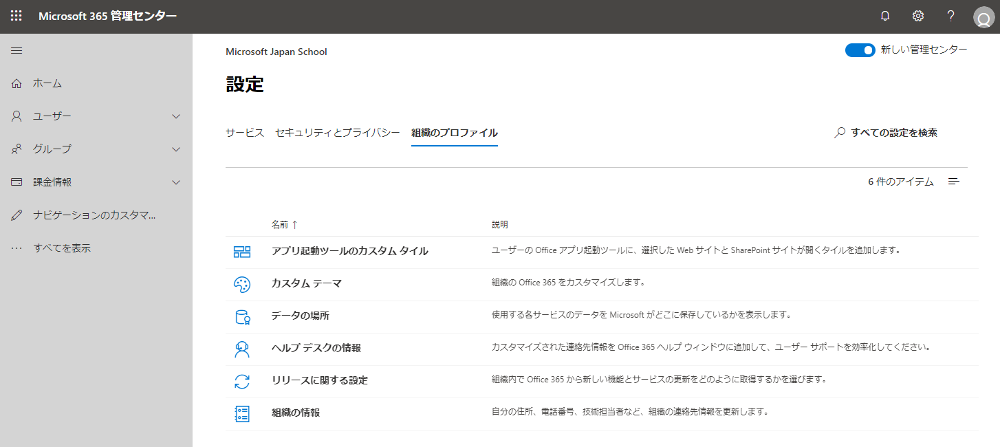 Microsoft 365 管理センター
Microsoft Japan School
新しい管理センター
設定
ホーム
ユーザー
グループ
課金情報
ナビゲーションのカスタマ...
すべてを表示
サービス セキュリティとプライバシー 組織のプロファイル
すべての設定を検索
6 件のアイテム
名前 ↑ 説明
アプリ起動ツールのカスタム タイル ユーザーの Office アプリ起動ツールに、選択した Web サイトと SharePoint サイトが開くタイルを追加します。
カスタム テーマ 組織の Office 365 をカスタマイズします。
データの場所 使用する各サービスのデータを Microsoft がどこに保存しているかを表示します。
ヘルプ デスクの情報 カスタマイズされた連絡先情報を Office 365 ヘルプ ウィンドウに追加して、ユーザー サポートを効率化してください。
リリースに関する設定 組織内で Office 365 から新しい機能とサービスの更新をどのように取得するかを選びます。
組織の情報 自分の住所、電話番号、技術担当者など、組織の連絡先情報を更新します。